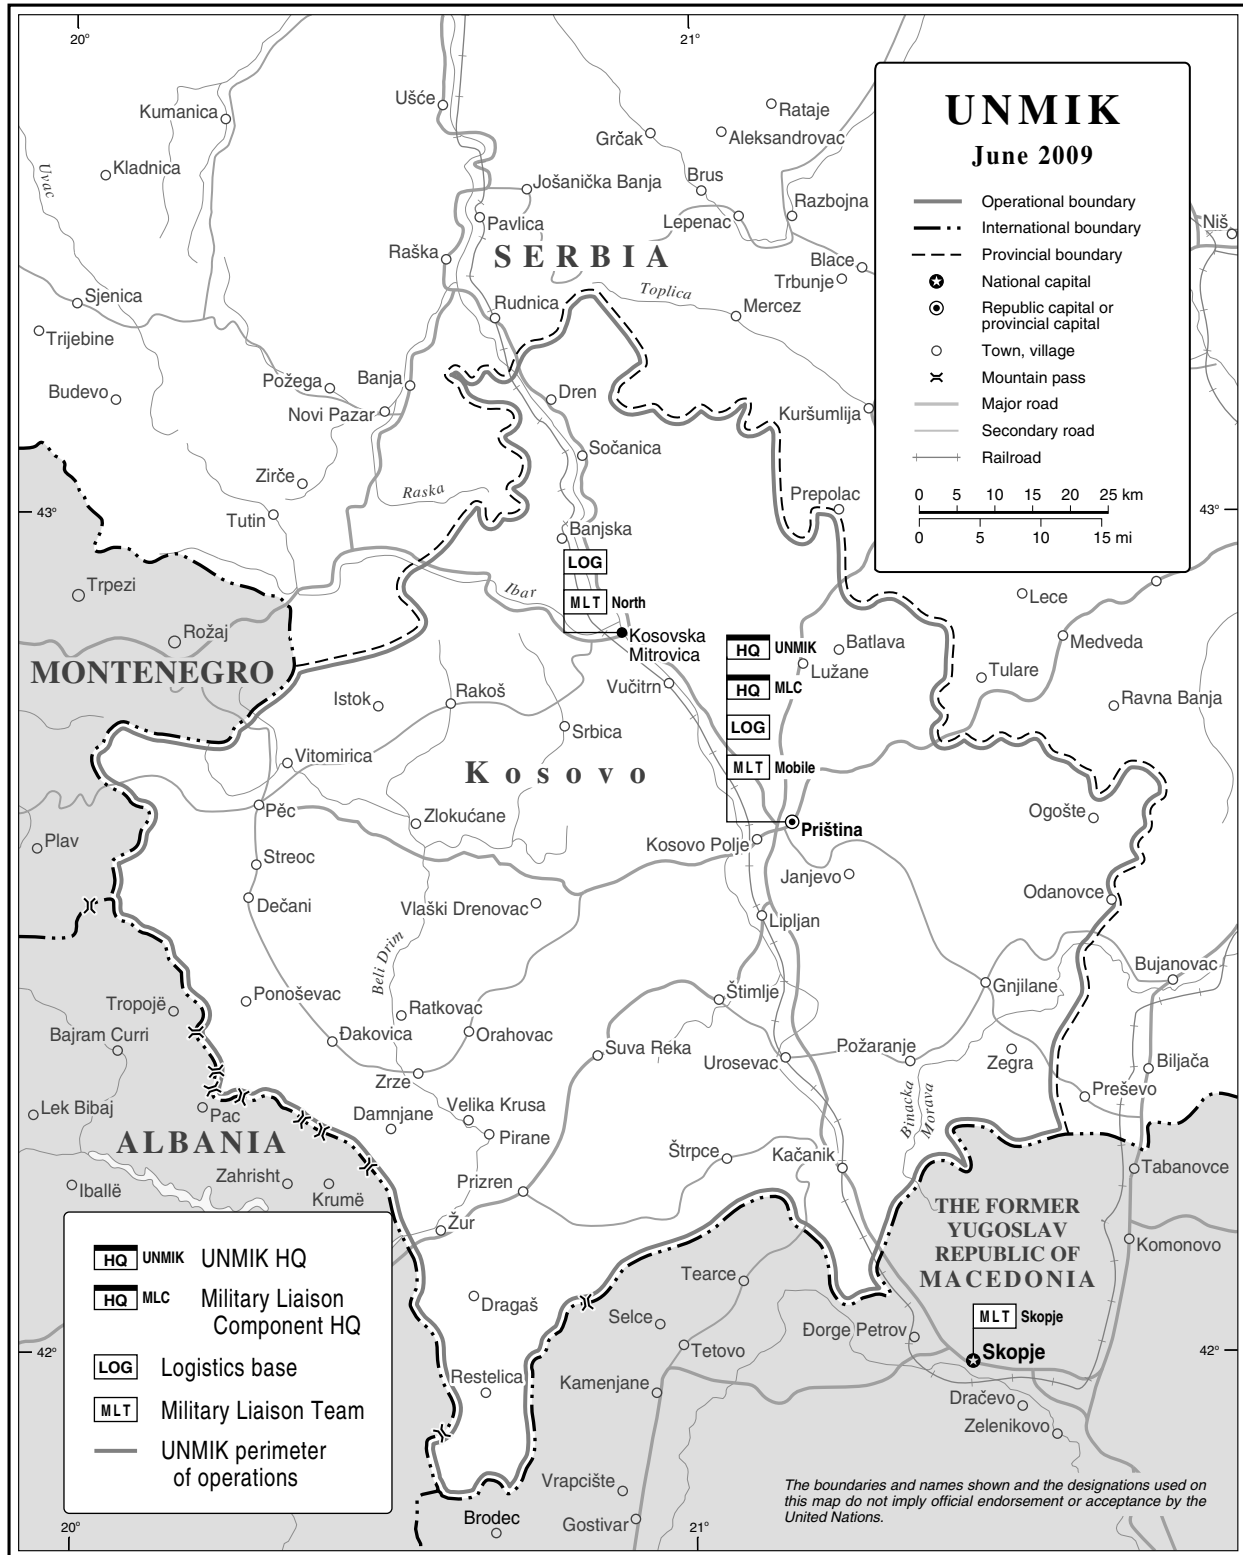 20°
21°
UNMIK
June 2009
Operational boundary
International boundary
Provincial boundary
National capital
Republic capital or
provincial capital
Town, village
Mountain pass
Major road
Secondary road
Railroad
0 5 10 15 20 25 km
0 5 10 15 mi
Ušće
Kumanica
Rataje
Grčak
Aleksandrovac
Kladnica
Uvac
Jošanička Banja
Brus
Razbojna
Pavlica
Lepenac
Niš
SERBIA
Raška
Blace
Trbunje
Toplica
Sjenica
Rudnica
Mercez
Trijebine
Požega
Banja
Budevo
Dren
Novi Pazar
Kuršumlija
Sočanica
Zirče
Raska
Prepolac
43°
43°
Tutin
Banjska
LOG
Trpezi
Ibar
MLT North
Lece
Rožaj
Kosovska
Mitrovica
HQ UNMIK
Batlava
Medveda
MONTENEGRO
Lužane
Vučitrn
HQ MLC
Tulare
Istok
Rakoš
Ravna Banja
Srbica
LOG
Vitomirica
Kosovo
MLT Mobile
Pěc
Zlokućane
Ogošte
Priština
Plav
Kosovo Polje
Streoc
Janjevo
Dečani
Vlaški Drenovac
Odanovce
Lipljan
Beli Drim
Bujanovac
Gnjilane
Ponoševac
Štimlje
Tropojë
Ratkovac
Bajram Curri
Đakovica
Orahovac
Suva Reka
Urosevac
Požaranje
Zegra
Biljača
Zrze
Preševo
Lek Bibaj
Pac
Damnjane
Velika Krusa
Binacka
Morava
ALBANIA
Pirane
Štrpce
Kačanik
Tabanovce
Iballë
Zahrisht
Krumë
Prizren
THE FORMER
YUGOSLAV
REPUBLIC OF
MACEDONIA
Žur
Komonovo
HQ UNMIK UNMIK HQ
HQ MLC Military Liaison
Component HQ
LOG Logistics base
MLT Military Liaison Team
UNMIK perimeter
of operations
Tearce
Dragaš
Selce
MLT Skopje
Đorge Petrov
42°
42°
Tetovo
Skopje
Restelica
Kamenjane
Dračevo
Zelenikovo
Vrapcište
Brodec
Gostivar
The boundaries and names shown and the designations used on
this map do not imply official endorsement or acceptance by the
United Nations.
20°
21°